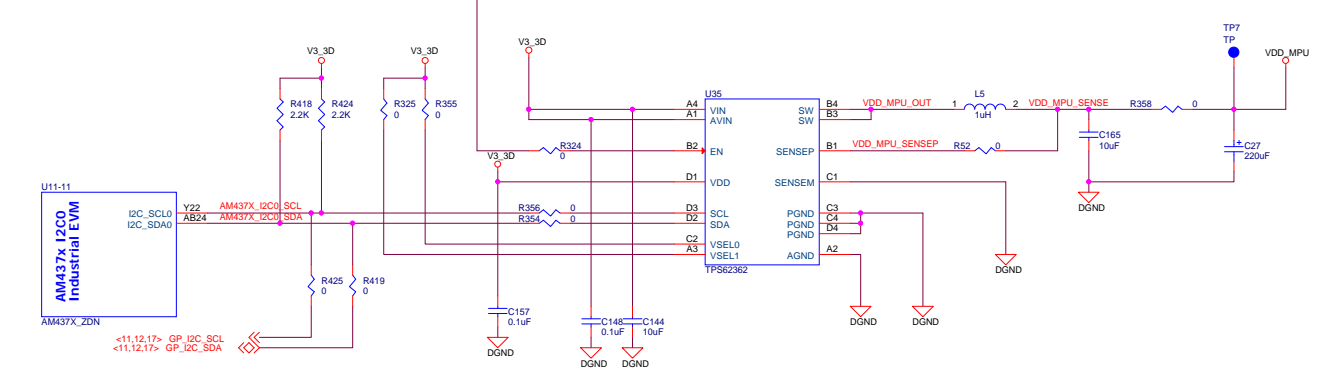 TP7
TP
VDD_MPU
V3_3D
V3_3D
V3_3D
R418
2.2K
R424
2.2K
R325
0
R355
0
U35
A4
VIN
A1
AVIN
B2
EN
D1
VDD
D3
SCL
D2
SDA
C2
VSEL0
A3
VSEL1
SW
B4
SW
B3
SENSEP
B1
SENSEM
C1
PGND
C3
PGND
C4
PGND
D4
AGND
A2
TPS62362
VDD_MPU_OUT
L5
1
2
1uH
VDD_MPU_SENSE
R358
0
C165
10uF
C27
220uF
+
VDD_MPU_SENSEP
R52
0
DGND
R324
0
V3_3D
U11-11
AM437x I2C0
Industrial EVM
I2C_SCL0
Y22
AM437X_I2C0_SCL
I2C_SDA0
AB24
AM437X_I2C0_SDA
AM437X_ZDN
R356
0
R354
0
R425
0
R419
0
<11,12,17> GP_I2C_SCL
<11,12,17> GP_I2C_SDA
C157
0.1uF
C148
0.1uF
C144
10uF
DGND
DGND
DGND
DGND
DGND
DGND